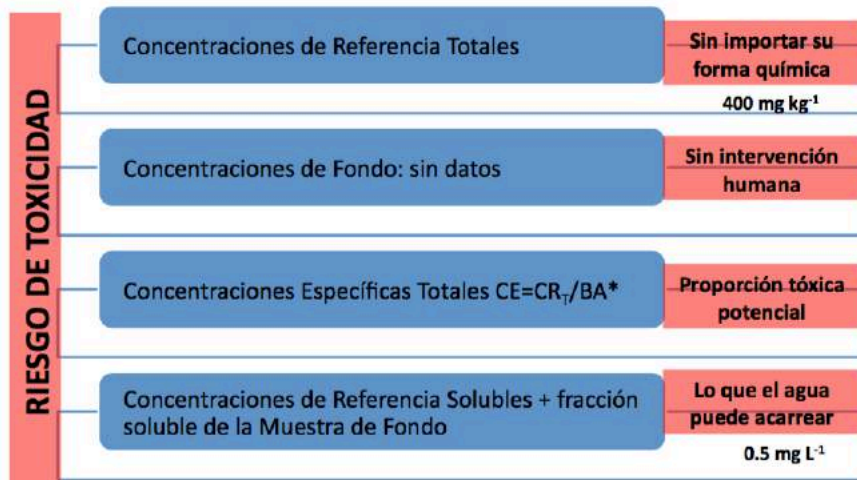 RIESGO DE TOXICIDAD
Concentraciones de Referencia Totales
Sin importar su
forma química
400 mg kg⁻¹
Concentraciones de Fondo: sin datos
Sin intervención
humana
Concentraciones Específicas Totales CE=CR_T/BA*
Proporción tóxica
potencial
Concentraciones de Referencia Solubles + fracción
soluble de la Muestra de Fondo
Lo que el agua
puede acarrear
0.5 mg L⁻¹